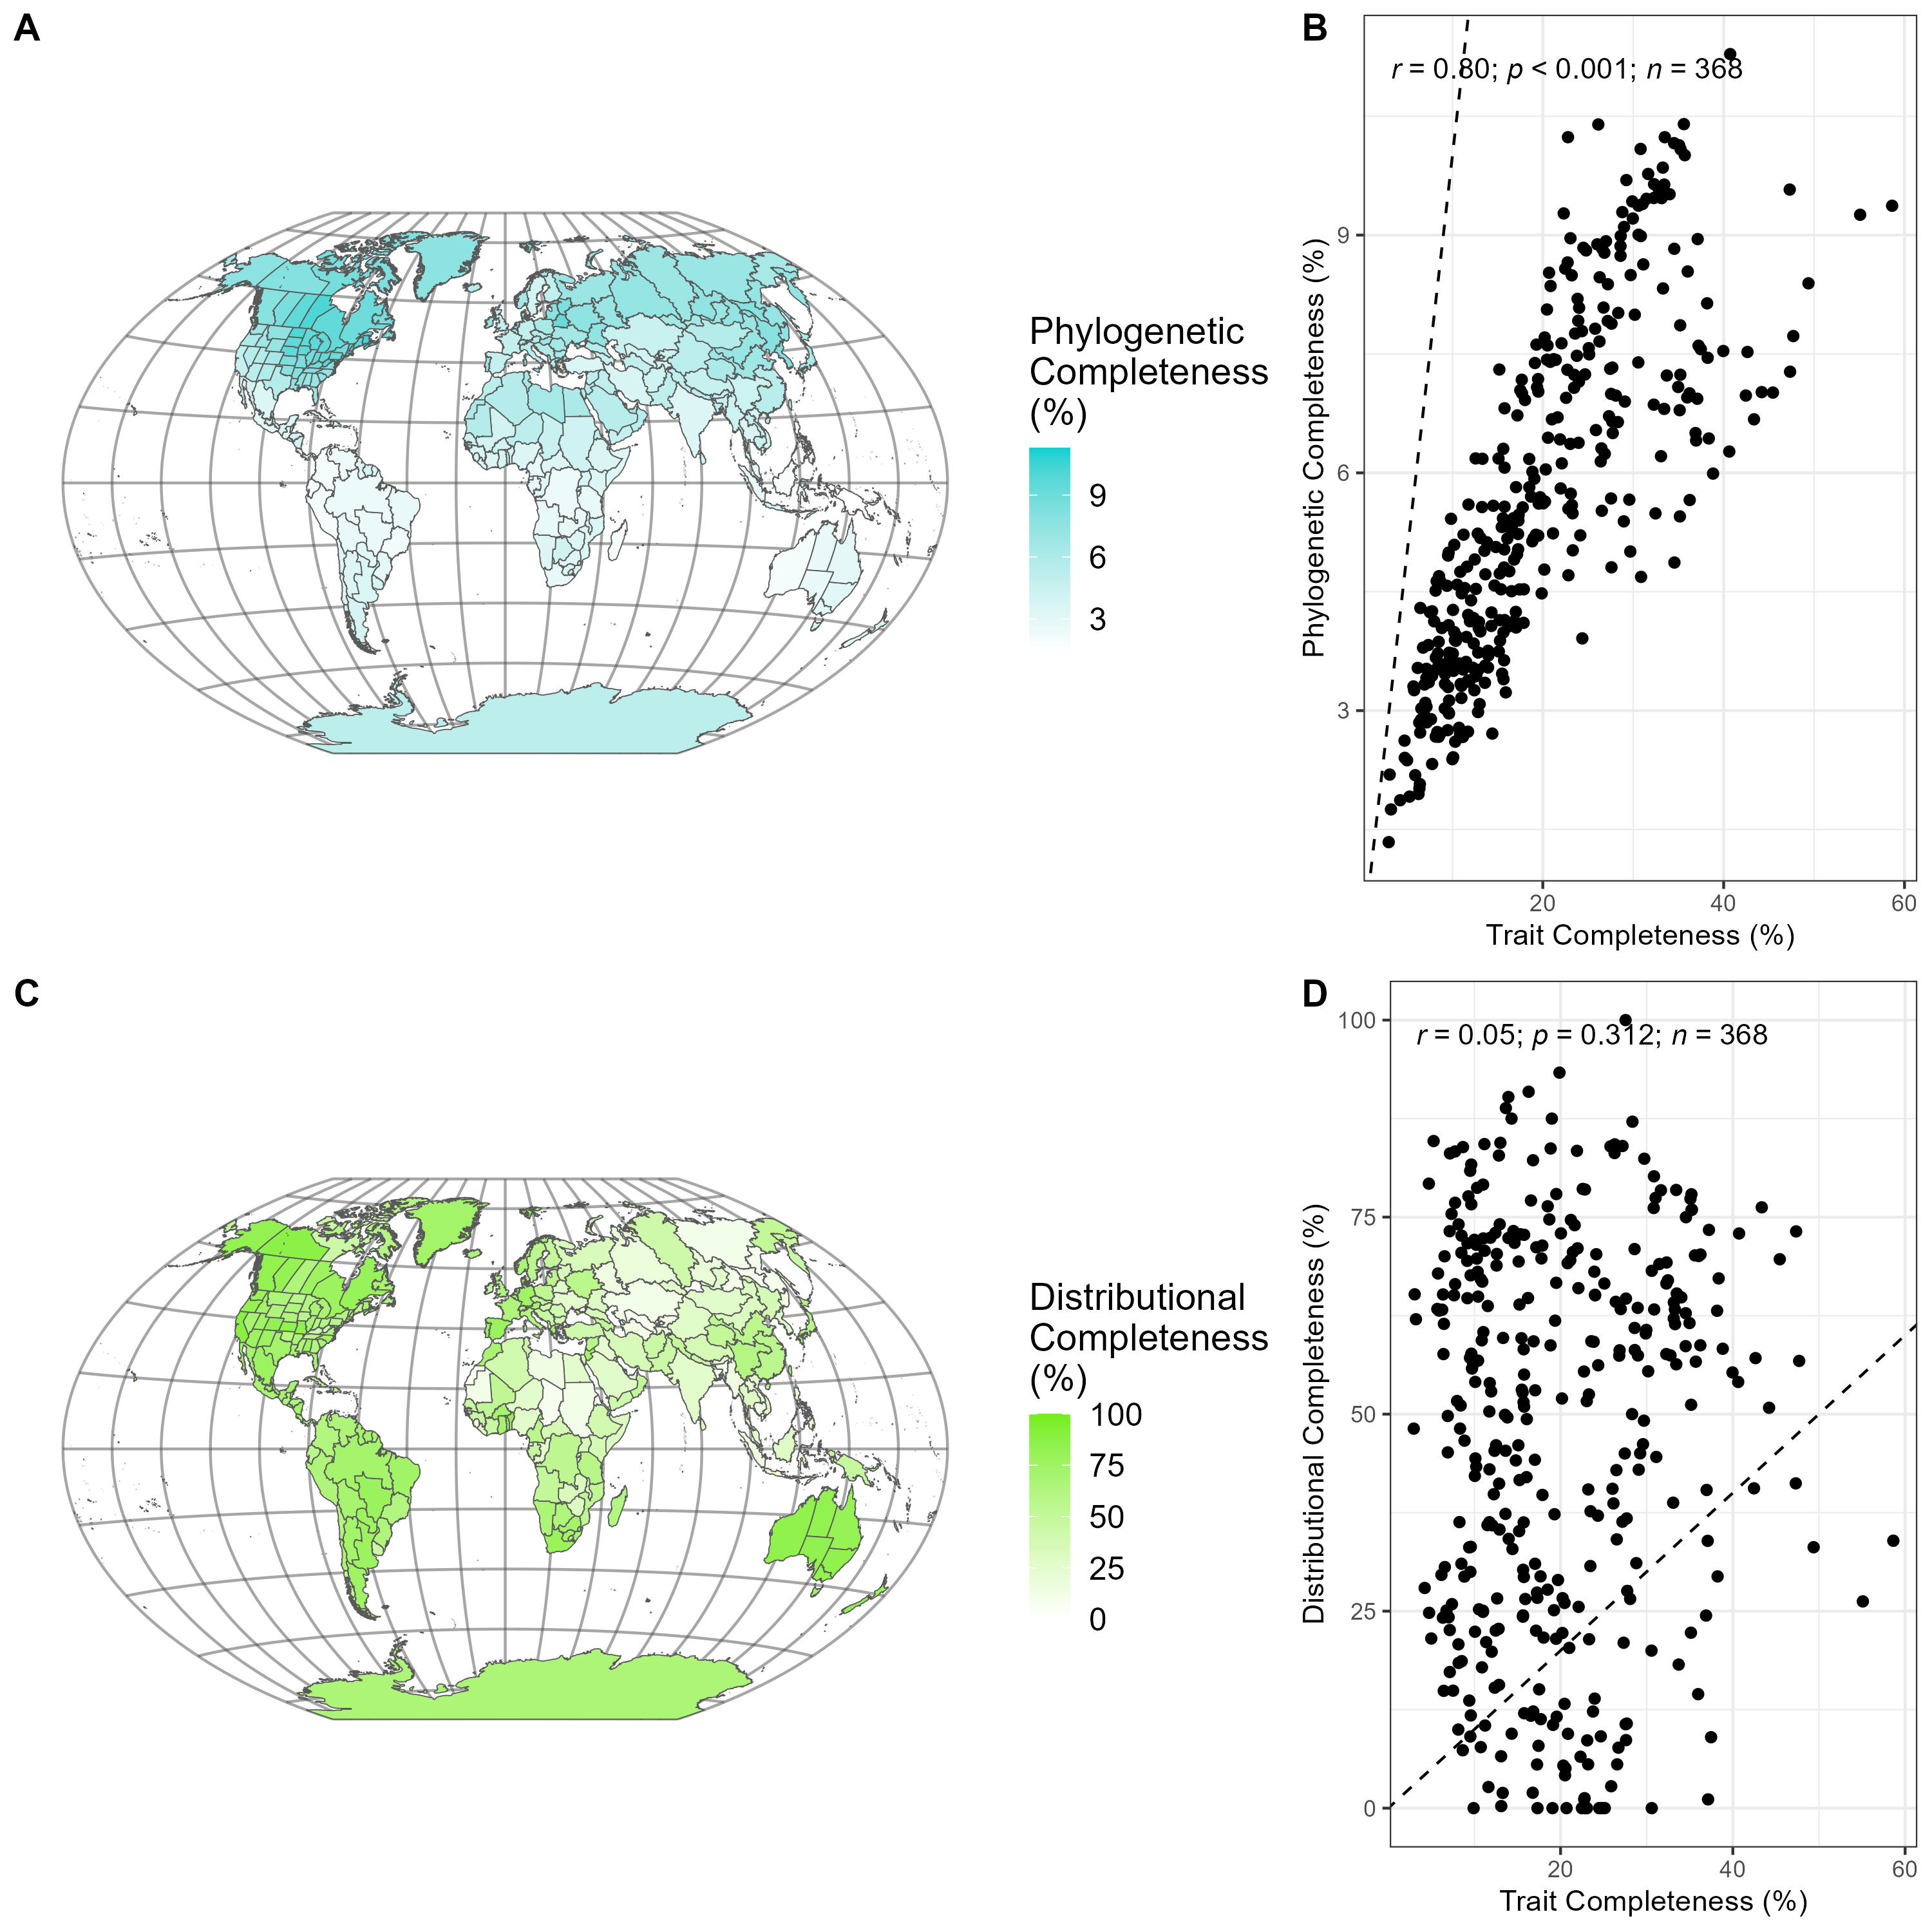 A
Phylogenetic
Completeness
(%)
9
6
3
B
r = 0.80; p < 0.001; n = 368
Phylogenetic Completeness (%)
9
6
3
20
40
60
Trait Completeness (%)
C
Distributional
Completeness
(%)
100
75
50
25
0
D
r = 0.05; p = 0.312; n = 368
Distributional Completeness (%)
100
75
50
25
0
20
40
60
Trait Completeness (%)